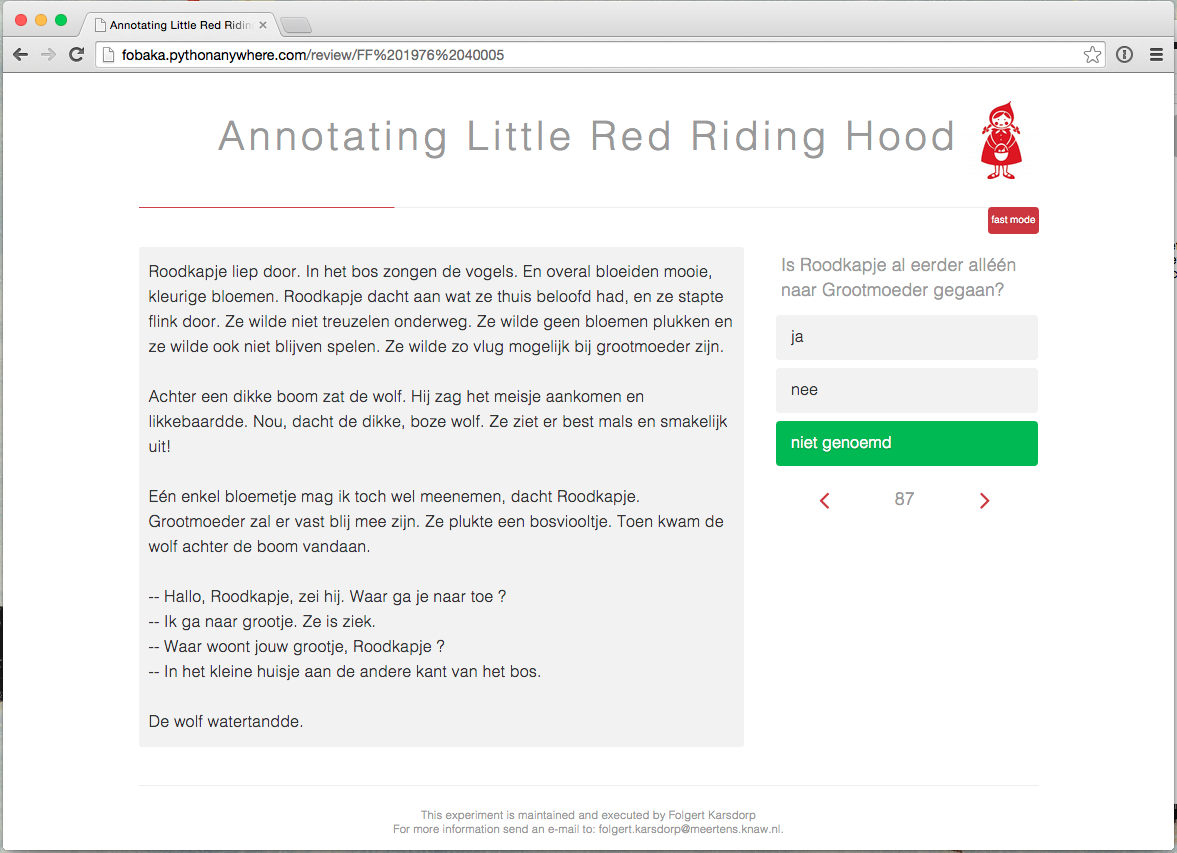 Annotating Little Red Riding
fobaka.pythonanywhere.com/review/FF%201976%2040005
Annotating Little Red Riding Hood
fast mode
Roodkapje liep door. In het bos zongen de vogels. En overal bloeiden mooie,
kleurige bloemen. Roodkapje dacht aan wat ze thuis beloofd had, en ze stapte
flink door. Ze wilde niet treuzelen onderweg. Ze wilde geen bloemen plukken en
ze wilde ook niet blijven spelen. Ze wilde zo vlug mogelijk bij grootmoeder zijn.
Achter een dikke boom zat de wolf. Hij zag het meisje aankomen en
likkebaardde. Nou, dacht de dikke, boze wolf. Ze ziet er best mals en smakelijk
uit!
Eén enkel bloemetje mag ik toch wel meenemen, dacht Roodkapje.
Grootmoeder zal er vast blij mee zijn. Ze plukte een bosviooltje. Toen kwam de
wolf achter de boom vandaan.
-- Hallo, Roodkapje, zei hij. Waar ga je naar toe ?
-- Ik ga naar grootje. Ze is ziek.
-- Waar woont jouw grootje, Roodkapje ?
-- In het kleine huisje aan de andere kant van het bos.
De wolf watertandde.
Is Roodkapje al eerder alléén
naar Grootmoeder gegaan?
ja
nee
niet genoemd
87
This experiment is maintained and executed by Folgert Karsdorp
For more information send an e-mail to: folgert.karsdorp@meertens.knaw.nl.